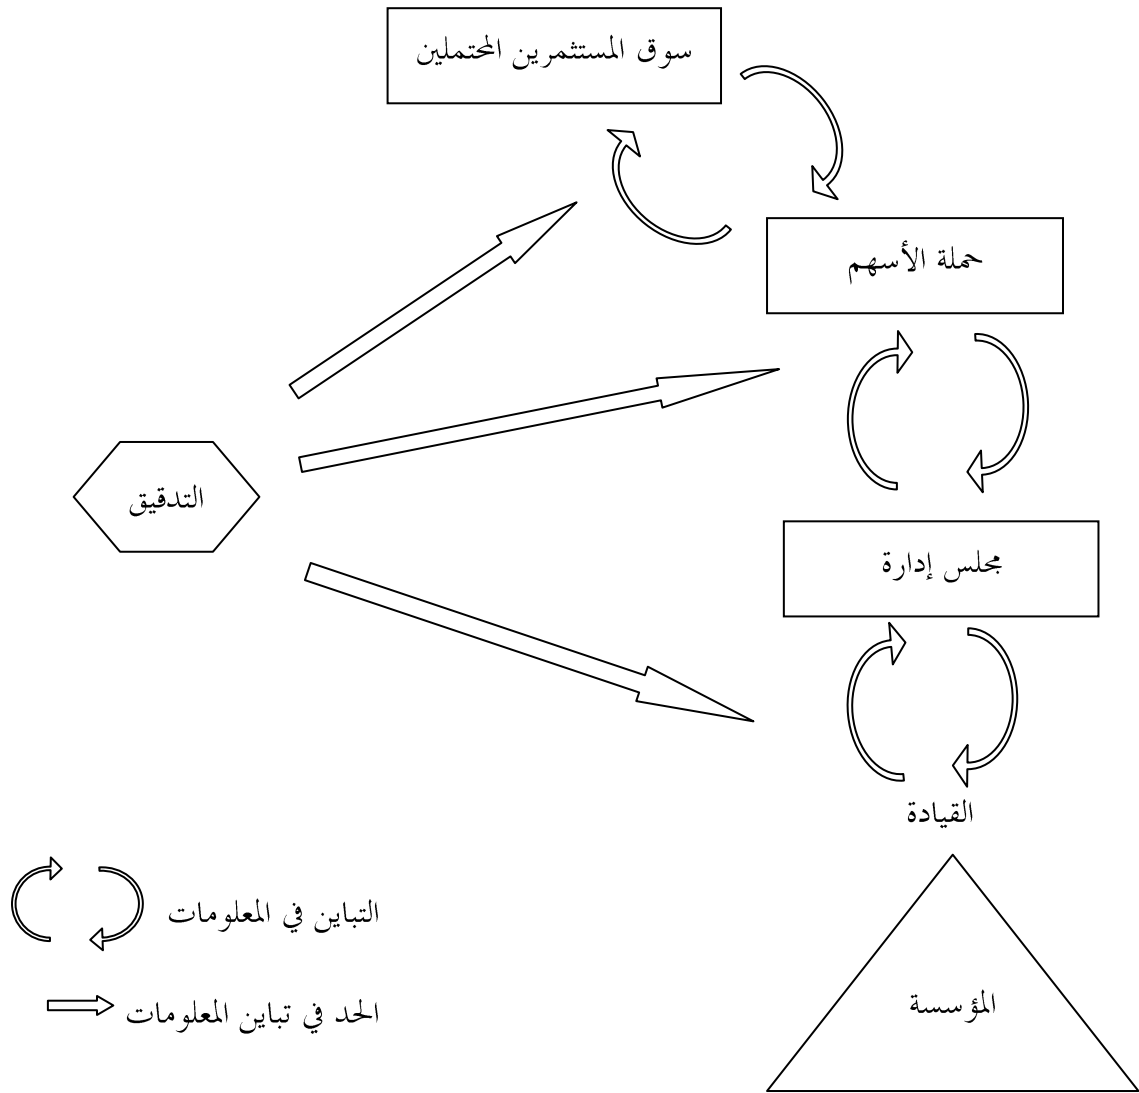 سوق المستثمرين المحتملين
حملة الأسهم
التدقيق
مجلس إدارة
القيادة
التباين في المعلومات
المؤسسة
الحد في تباين المعلومات